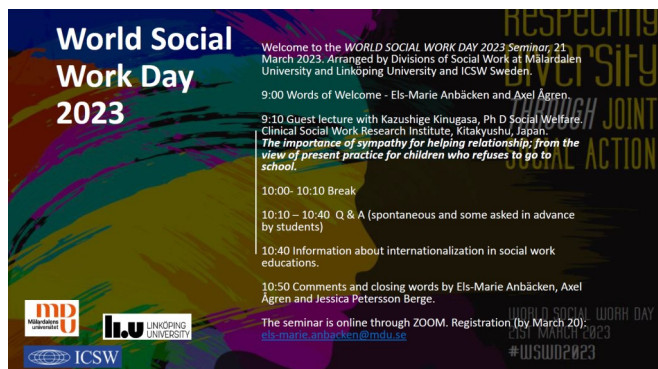 World Social
Work Day
2023
Welcome to the WORLD SOCIAL WORK DAY 2023 Seminar, 21
March 2023. Arranged by Divisions of Social Work at Mälardalen
University and Linköping University and ICSW Sweden.
9:00 Words of Welcome - Els-Marie Anbäcken and Axel Ågren.
9:10 Guest lecture with Kazushige Kinugasa, Ph D Social Welfare.
Clinical Social Work Research Institute, Kitakyushu, Japan.
The importance of sympathy for helping relationship; from the
view of present practice for children who refuses to go to
school.
10:00- 10:10 Break
10:10 – 10:40 Q & A (spontaneous and some asked in advance
by students)
10:40 Information about internationalization in social work
educations.
10:50 Comments and closing words by Els-Marie Anbäcken, Axel
Ågren and Jessica Petersson Berge.
The seminar is online through ZOOM. Registration (by March 20):
els-marie.anbacken@mdu.se
RESPECTING
DIVERSITY
THROUGH JOINT
SOCIAL ACTION
WORLD SOCIAL WORK DAY
21ST MARCH 2023
#WSWD2023
MDU
Mälardalens
universitet
LiU LINKÖPING
UNIVERSITY
ICSW